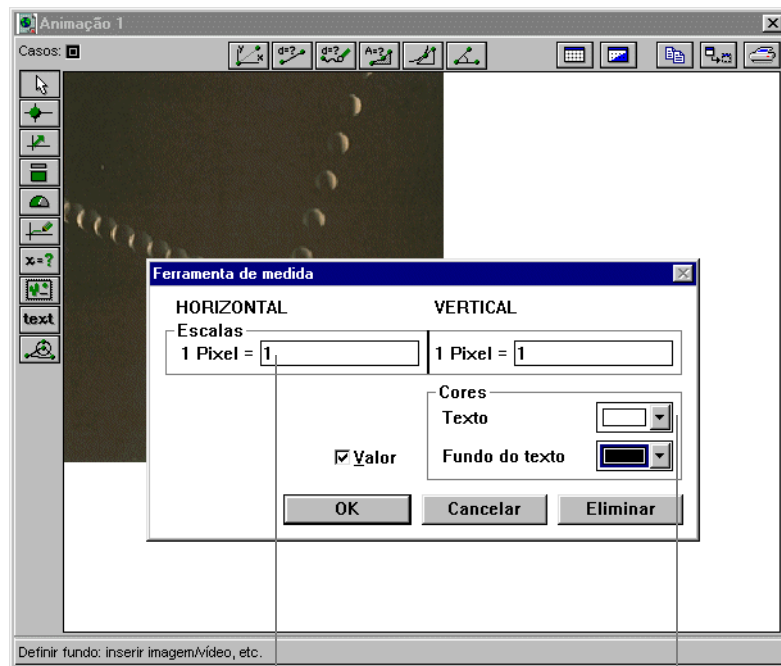 Animação 1
Casos:
y x d=? d=? A=?
x=?
text
Ferramenta de medida
HORIZONTAL VERTICAL
Escalas
1 Pixel = 1 1 Pixel = 1
Cores
Texto
Valor Fundo do texto
OK Cancelar Eliminar
Definir fundo: inserir imagem/vídeo, etc.